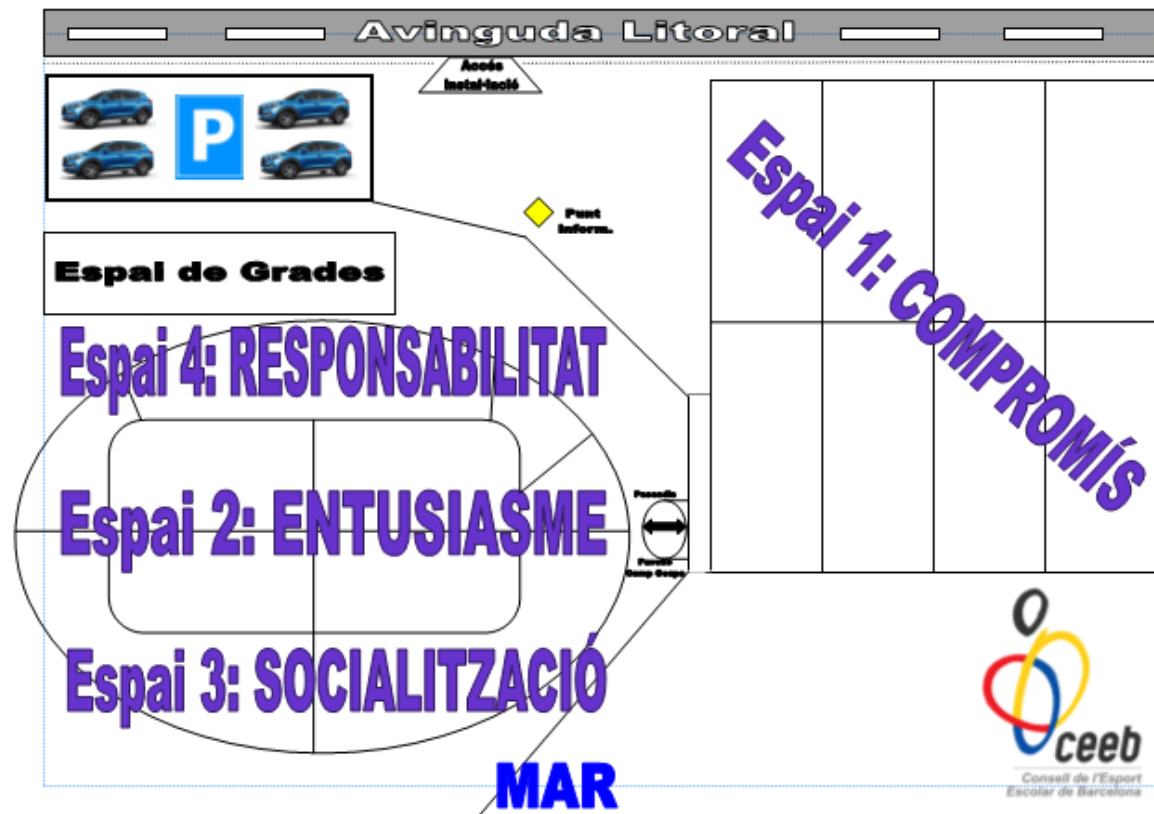 Avinguda Litoral
Accés
Instal·lació
P
Punt
Inform.
Espai 1: COMPROMÍS
Espai de Grades
Espai 4: RESPONSABILITAT
Espai 2: ENTUSIASME
Espai 3: SOCIALITZACIÓ
MAR
ceeb
Consell de l'Esport
Escolar de Barcelona